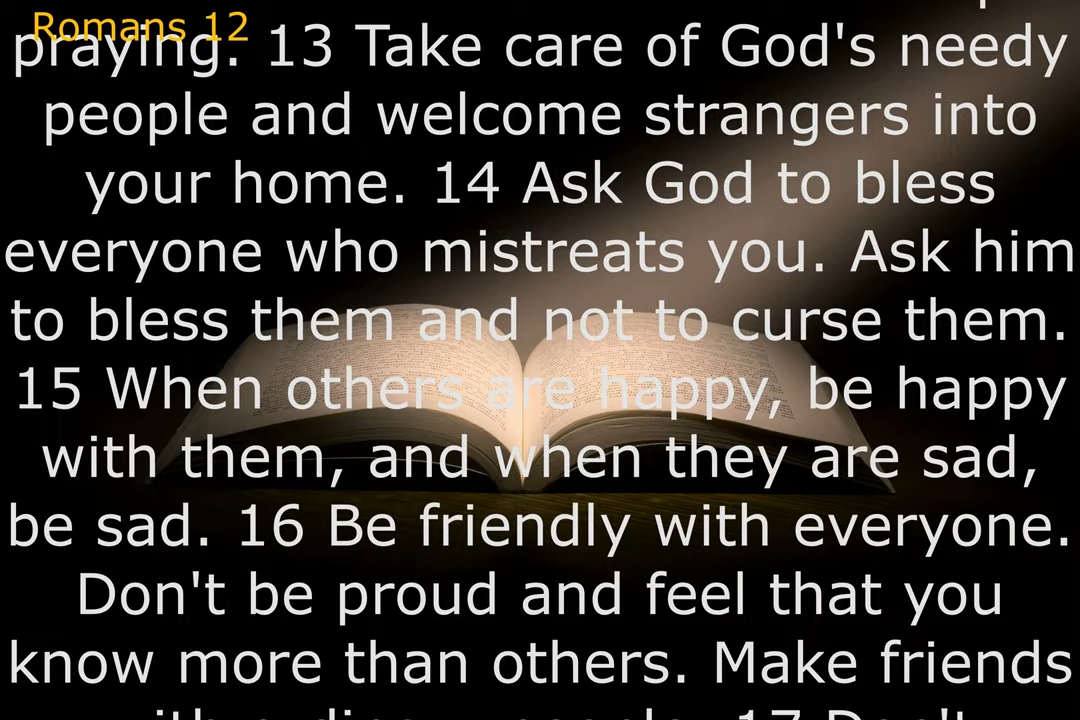 Romans 12
praying. 13 Take care of God's needy
people and welcome strangers into
your home. 14 Ask God to bless
everyone who mistreats you. Ask him
to bless them and not to curse them.
15 When others are happy, be happy
with them, and when they are sad,
be sad. 16 Be friendly with everyone.
Don't be proud and feel that you
know more than others. Make friends
17 Don't